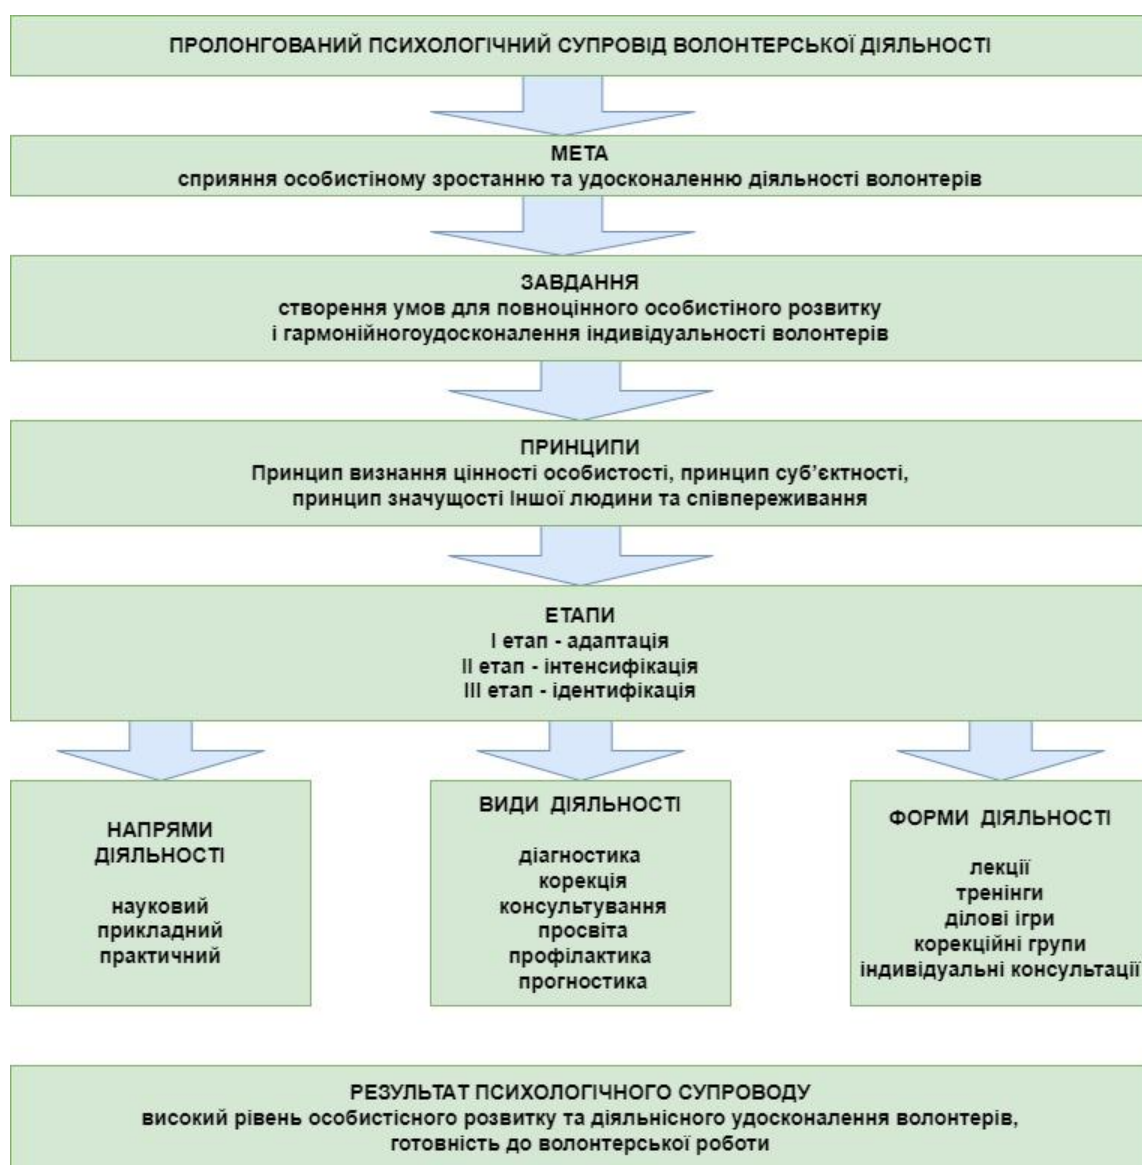 ПРОЛОНГОВАНИЙ ПСИХОЛОГІЧНИЙ СУПРОВІД ВОЛОНТЕРСЬКОЇ ДІЯЛЬНОСТІ
МЕТА
сприяння особистіному зростанню та удосконаленню діяльності волонтерів
ЗАВДАННЯ
створення умов для повноцінного особистіного розвитку
і гармонійногоудосконалення індивідуальності волонтерів
ПРИНЦИПИ
Принцип визнання цінності особистості, принцип суб’єктності,
принцип значущості Іншої людини та співпереживання
ЕТАПИ
І етап - адаптація
ІІ етап - інтенсифікація
ІІІ етап - ідентифікація
НАПРЯМИ
ДІЯЛЬНОСТІ
науковий
прикладний
практичний
ВИДИ ДІЯЛЬНОСТІ
діагностика
корекція
консультування
просвіта
профілактика
прогностика
ФОРМИ ДІЯЛЬНОСТІ
лекції
тренінги
ділові ігри
корекційні групи
індивідуальні консультації
РЕЗУЛЬТАТ ПСИХОЛОГІЧНОГО СУПРОВОДУ
високий рівень особистісного розвитку та діяльнісного удосконалення волонтерів,
готовність до волонтерської роботи